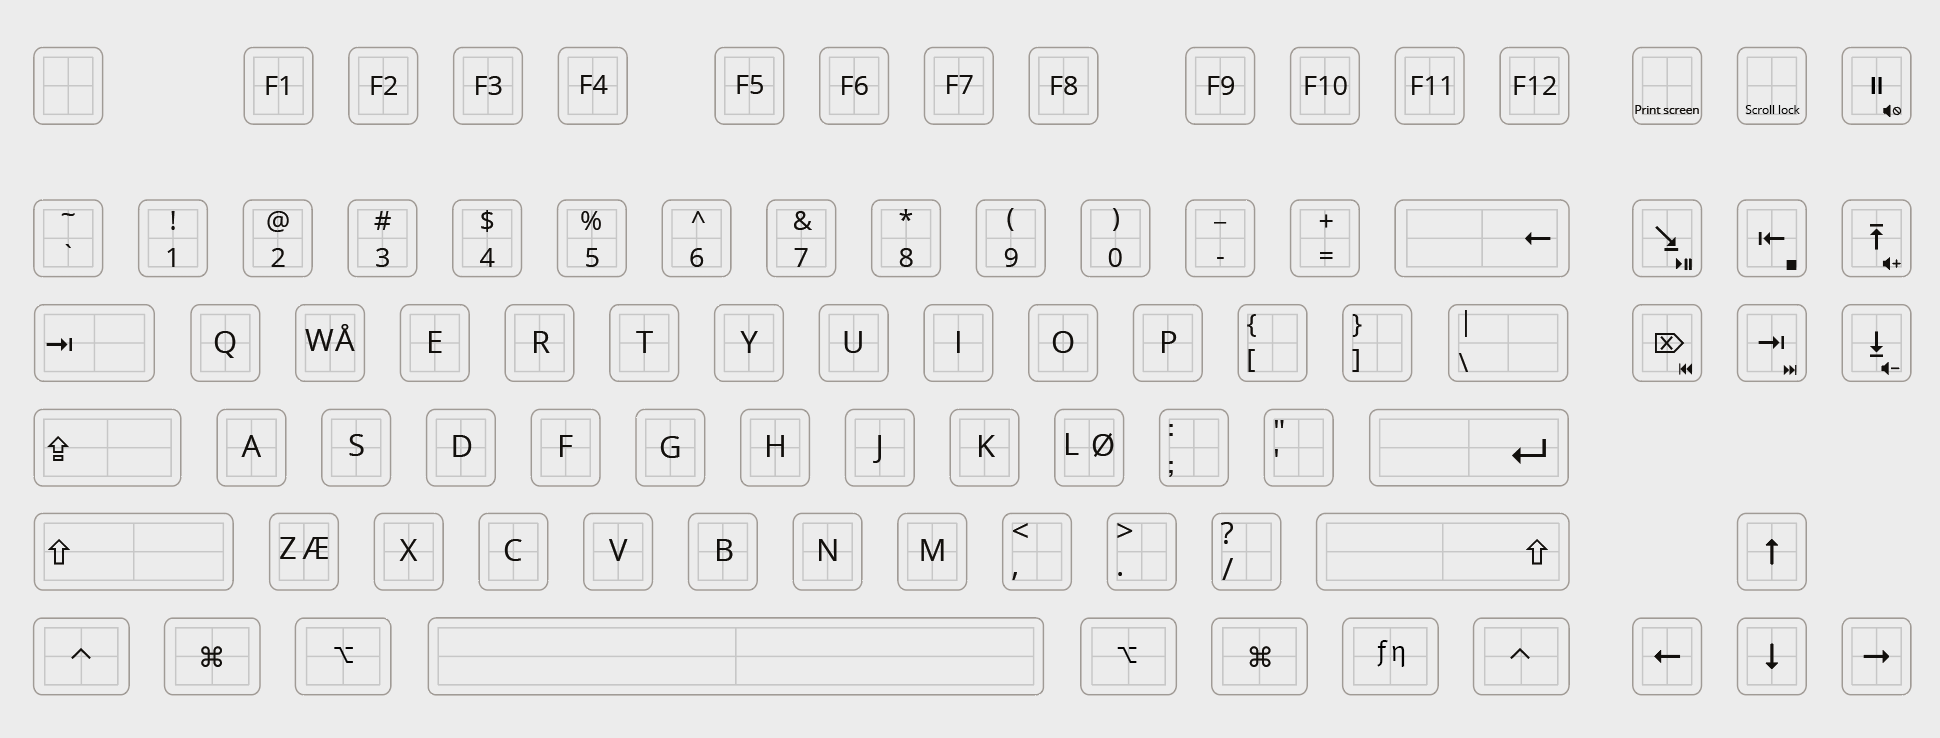 F1 F2 F3 F4 F5 F6 F7 F8 F9 F10 F11 F12 Print screen Scroll lock
~ ! @ # $ % ^ & * ( ) _ +
` 1 2 3 4 5 6 7 8 9 0 - = ←
Q WÅ E R T Y U I O P { } |
[ ] \
A S D F G H J K L Ø : "
; '
⇧ Z Æ X C V B N M < > ? ⇧ ↑
, . /
^ ⌘ ⌥ ⌥ ⌘ ƒη ^ ← ↓ →